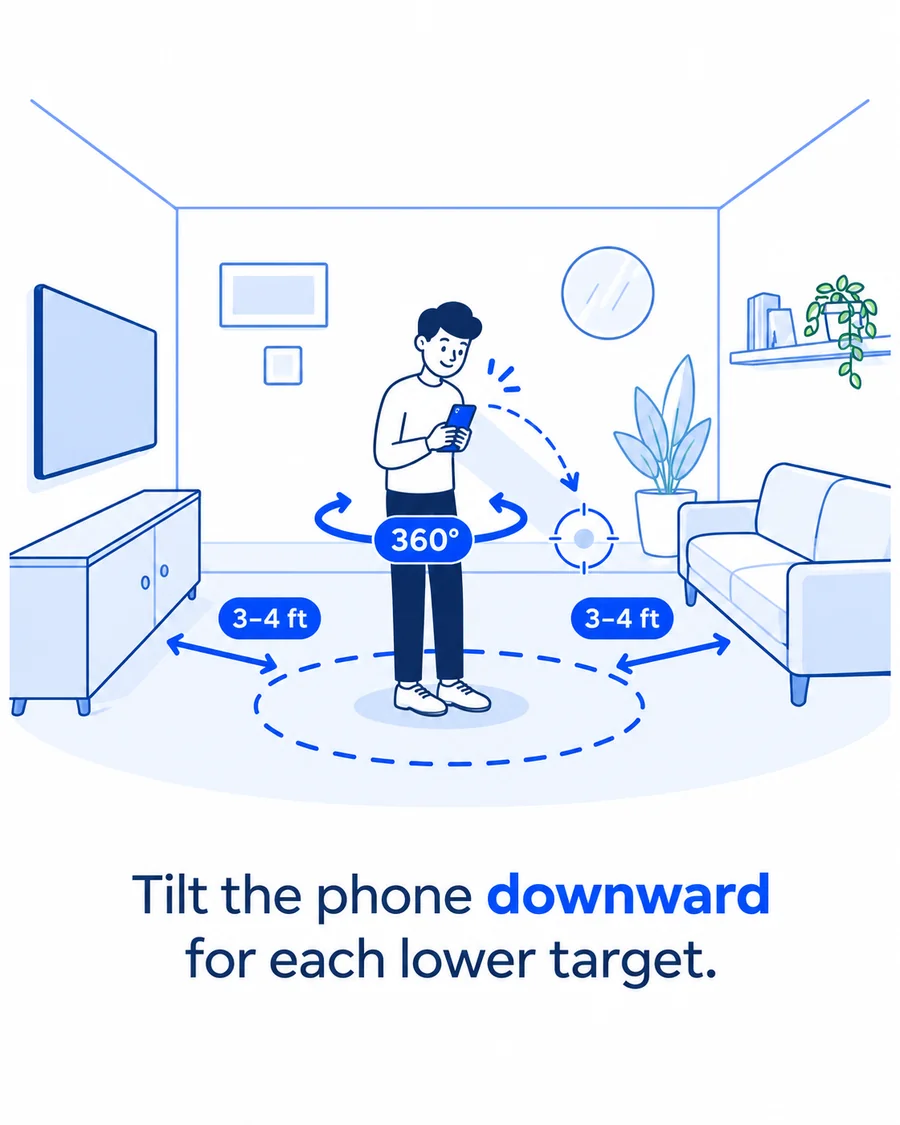 360°
3–4 ft
3–4 ft
Tilt the phone downward
for each lower target.